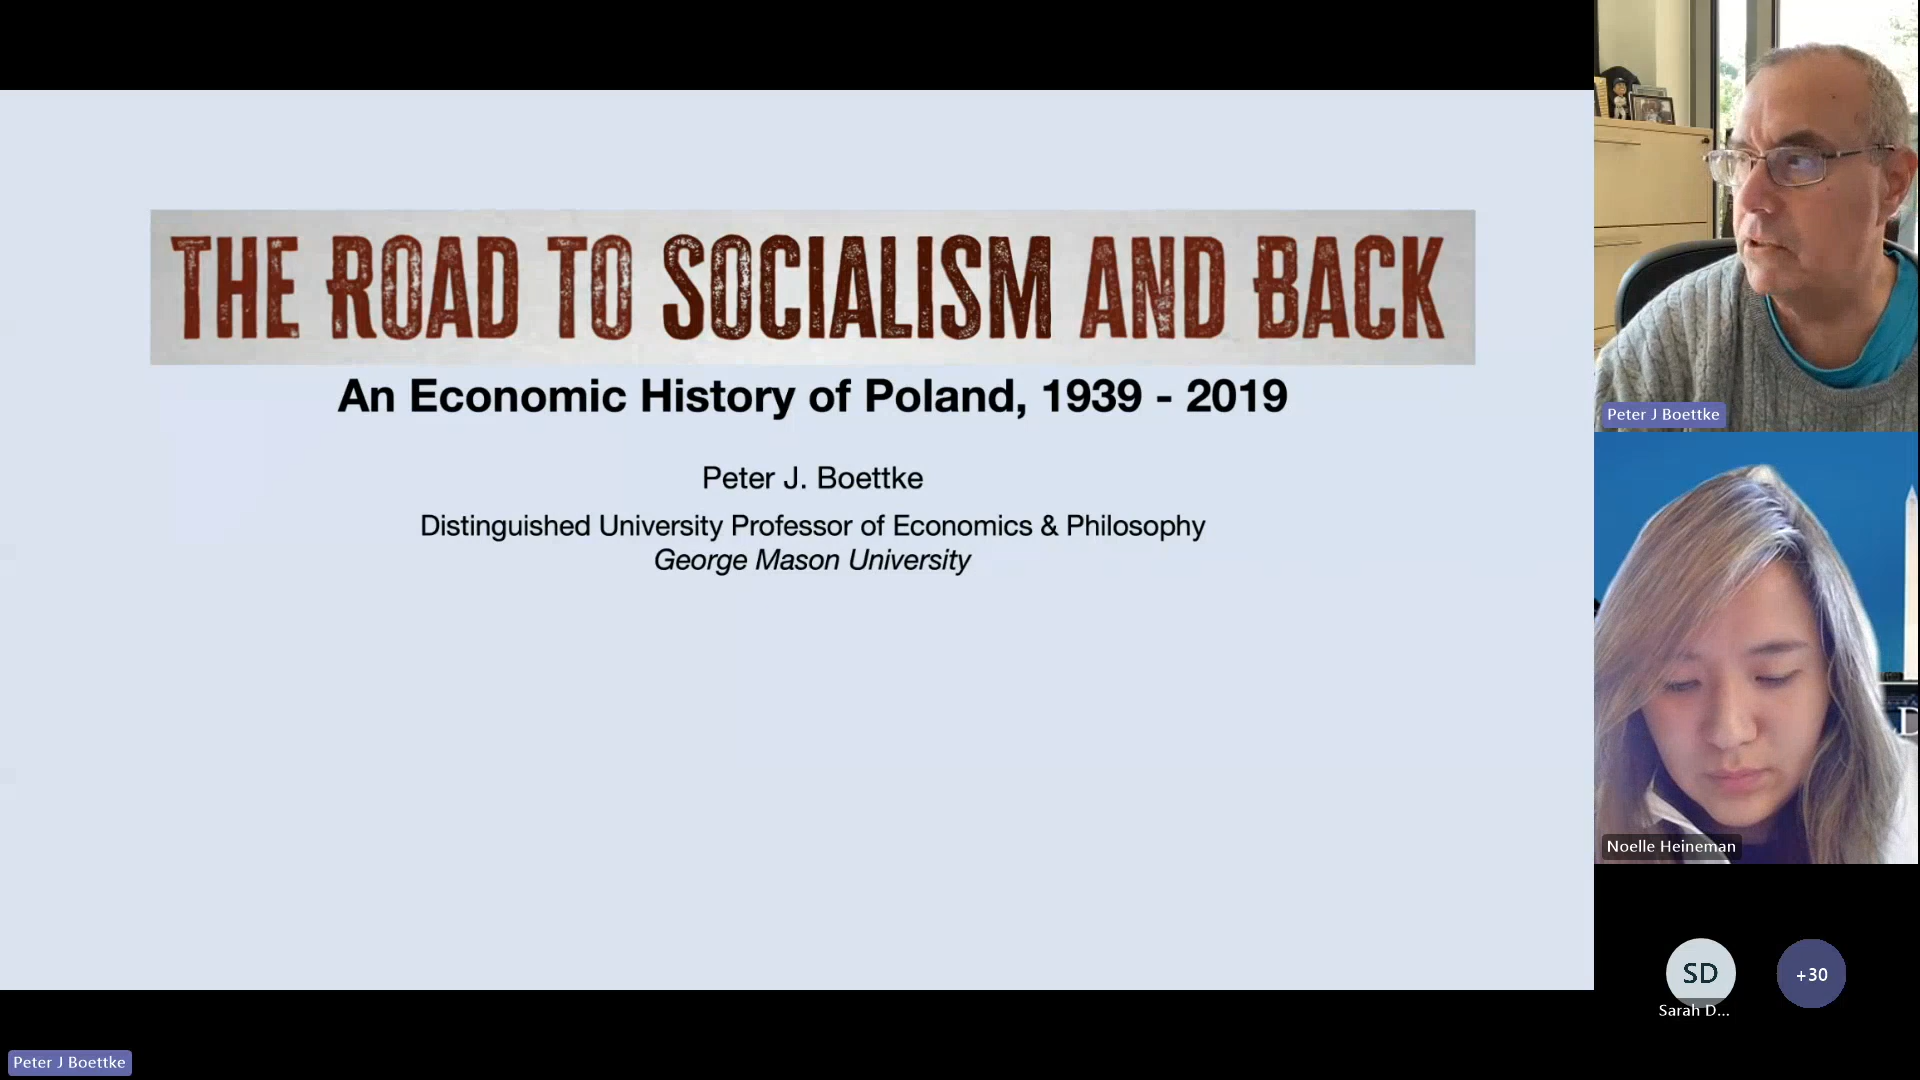 THE ROAD TO SOCIALISM AND BACK
An Economic History of Poland, 1939 - 2019
Peter J. Boettke
Distinguished University Professor of Economics & Philosophy
George Mason University
Peter J Boettke
D
Noelle Heineman
SD
Sarah D...
+30
Peter J Boettke